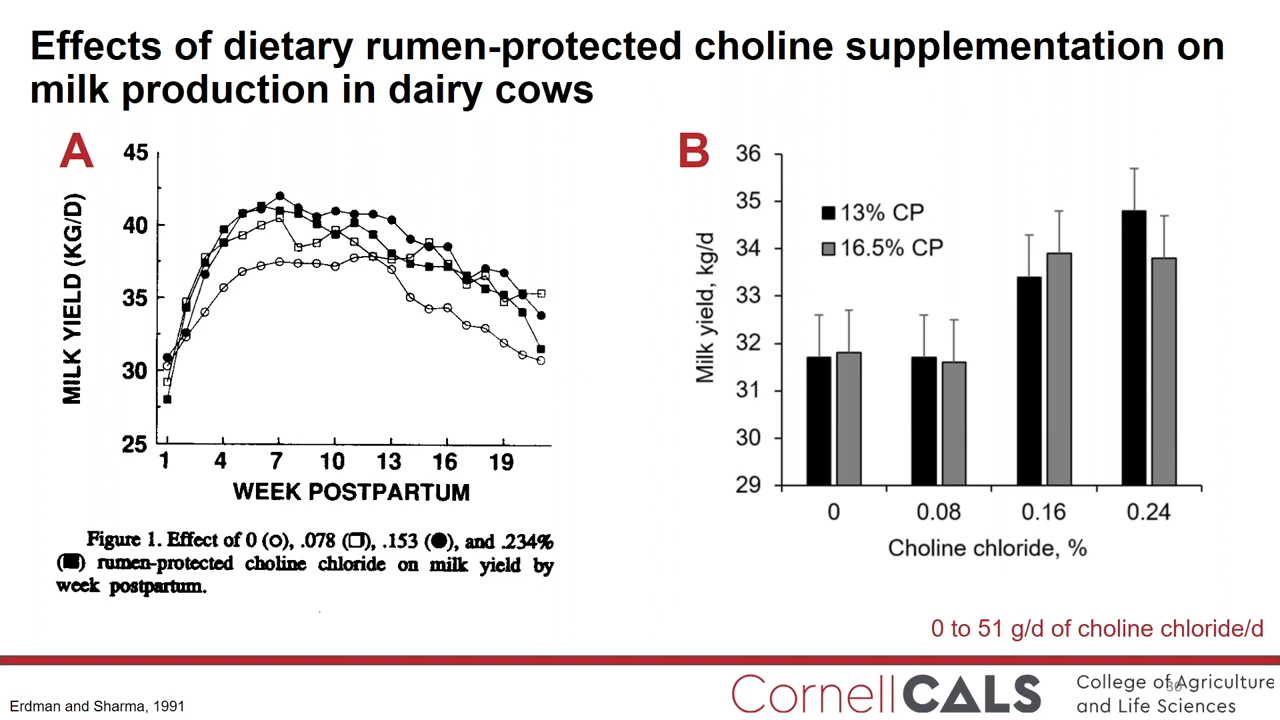 Effects of dietary rumen-protected choline supplementation on
milk production in dairy cows
A
45
40
35
30
25
MILK YIELD (KG/D)
1 4 7 10 13 16 19
WEEK POSTPARTUM
Figure 1. Effect of 0 (○), .078 (□), .153 (●), and .234%
(■) rumen-protected choline chloride on milk yield by
week postpartum.
B
36
35
34
33
32
31
30
29
Milk yield, kg/d
13% CP
16.5% CP
0 0.08 0.16 0.24
Choline chloride, %
0 to 51 g/d of choline chloride/d
Erdman and Sharma, 1991
CornellCALS
College of Agriculture
and Life Sciences